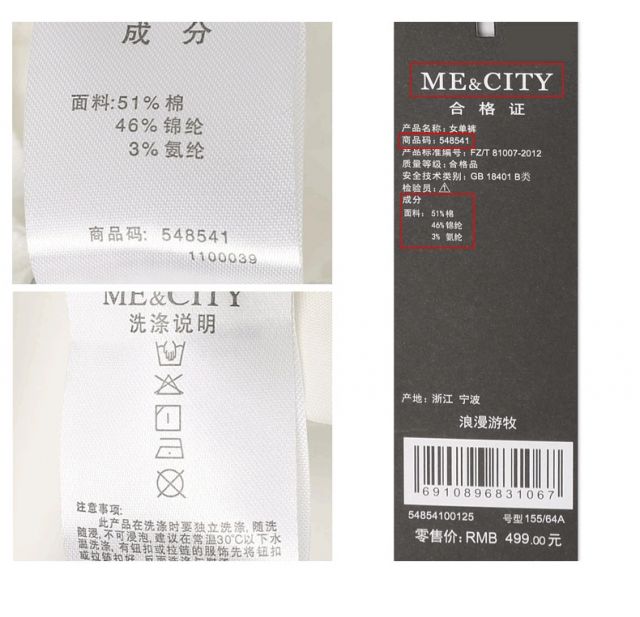 成 分
面料:51% 棉
46% 锦纶
3% 氨纶
商品码: 548541
1100039
ME&CITY
洗涤说明
注意事项:
此产品在洗涤时要独立洗涤, 随洗
随浸, 不可浸泡, 建议在常温30℃以下水
温洗涤, 有钮扣或拉链的服饰先将钮扣
或拉链扣好
ME&CITY
合 格 证
产品名称: 女单裤
商品码: 548541
产品标准编号: FZ/T 81007-2012
质量等级: 合格品
安全技术类别: GB 18401 B类
检验员:
成分
面料: 51% 棉
46% 锦纶
3% 氨纶
产地: 浙江 宁波
浪漫游牧
6910896831067
54854100125 号型 155/64A
零售价: RMB 499.00 元